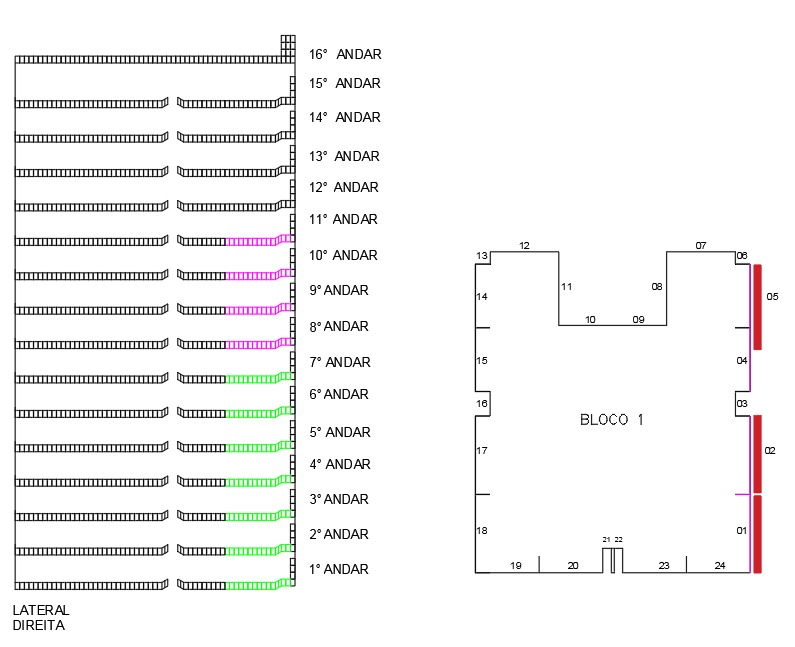 16° ANDAR
15° ANDAR
14° ANDAR
13° ANDAR
12° ANDAR
11° ANDAR
10° ANDAR
9° ANDAR
8° ANDAR
7° ANDAR
6° ANDAR
5° ANDAR
4° ANDAR
3° ANDAR
2° ANDAR
1° ANDAR
LATERAL
DIREITA
12
07
13
06
14
11
08
05
10
09
15
04
16
03
BLOCO 1
17
02
18
01
21
22
19
20
23
24